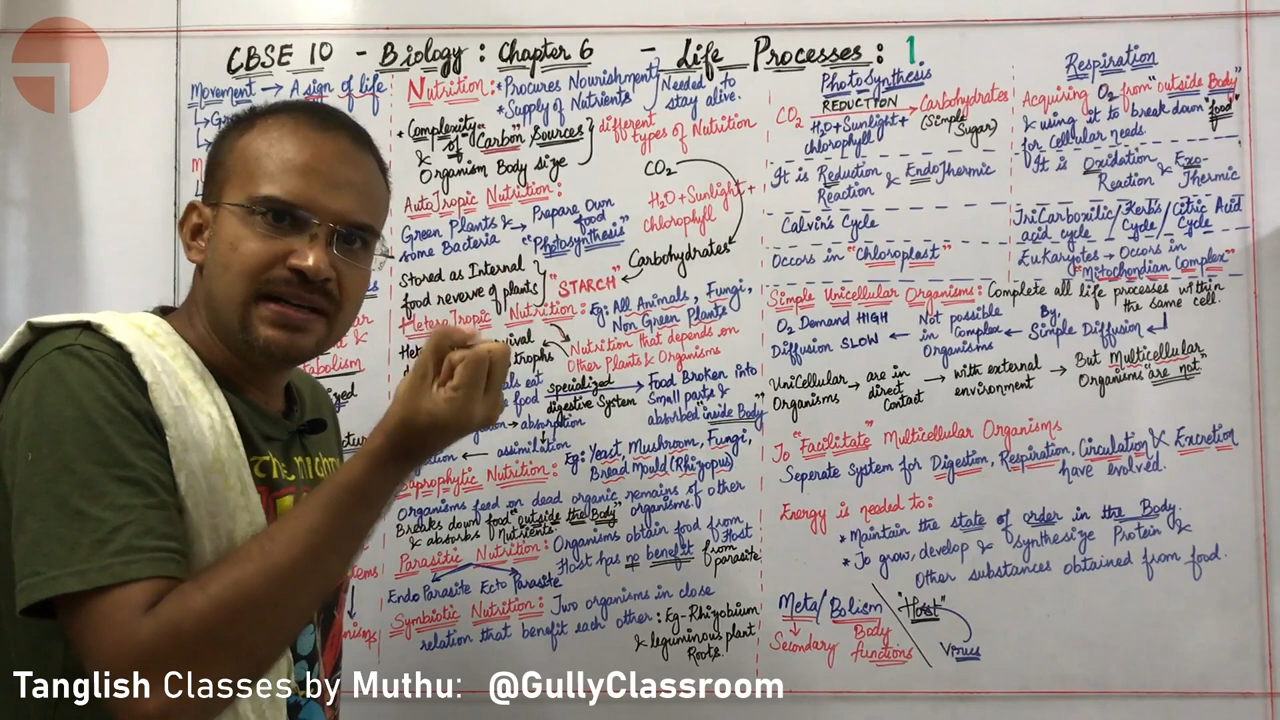 CBSE 10 - Biology : Chapter 6 - Life Processes : 1
Movement → A sign of life
Nutrition : * Procures Nourishment
* Supply of Nutrients
Needed to
stay alive.
* Complexity
of "Carbon" Sources
&
Organism Body size
different
types of Nutrition
AutoTropic Nutrition :
Green Plants &
some Bacteria → Prepare Own
food
"Photosynthesis"
CO2
H2O + Sunlight +
Chlorophyll
Carbohydrates
Stored as Internal
food reverve of plants
"STARCH"
HeteroTropic Nutrition : Eg: All Animals, Fungi,
Non Green Plants
Nutrition that depends on
Other Plants & Organisms
specialized
digestive System
Food Broken into
Small parts &
absorbed "inside Body"
→ absorption
← assimilation
Saprophytic Nutrition : Eg: Yeast, Mushroom, Fungi,
Bread Mould (Rhizopus)
Organisms feed on dead organic remains of other
organisms.
Breaks down food "outside the Body"
& absorbs nutrients.
Parasitic Nutrition : Organisms obtain food from
Host
Host has no benefit from
parasite
EndoParasite Ecto Parasite
Symbiotic Nutrition : Two organisms in close
relation that benefit each other : Eg - Rhizobium
& leguminous plant
Roots.
PhotoSynthesis
CO2 REDUCTION → Carbohydrates
(Simple
Sugar)
H2O + Sunlight +
chlorophyll
It is Reduction & EndoThermic
Reaction
Calvin's Cycle
Occors in "Chloroplast"
Respiration
Acquiring O2 from "outside Body"
& using it to break down "food"
for Cellular needs.
It is Oxidation & Exo-
Reaction Thermic
TriCarboxilic / Kerb's / Citric Acid
acid cycle / Cycle / Cycle
Eukaryotes → Occurs in
"Mitochondrian Complex"
Simple Unicellular Organisms : Complete all life processes within
the same cell.
O2 Demand HIGH
Diffusion SLOW ← Not possible
in Complex
Organisms ← By:
Simple Diffusion
UniCellular
Organisms → are in
direct
Contact → with external
environment → But Multicellular
Organisms "are not"
To "Facilitate" Multicellular Organisms
Seperate System for Digestion, Respiration, Circulation & Excretion
have evolved.
Energy is needed to :
* Maintain the state of order in the Body.
* To grow, develop & synthesize Protein &
Other substances obtained from food.
Meta / Bolism
Secondary Body
functions
"Host"
Virus
Tanglish Classes by Muthu: @GullyClassroom